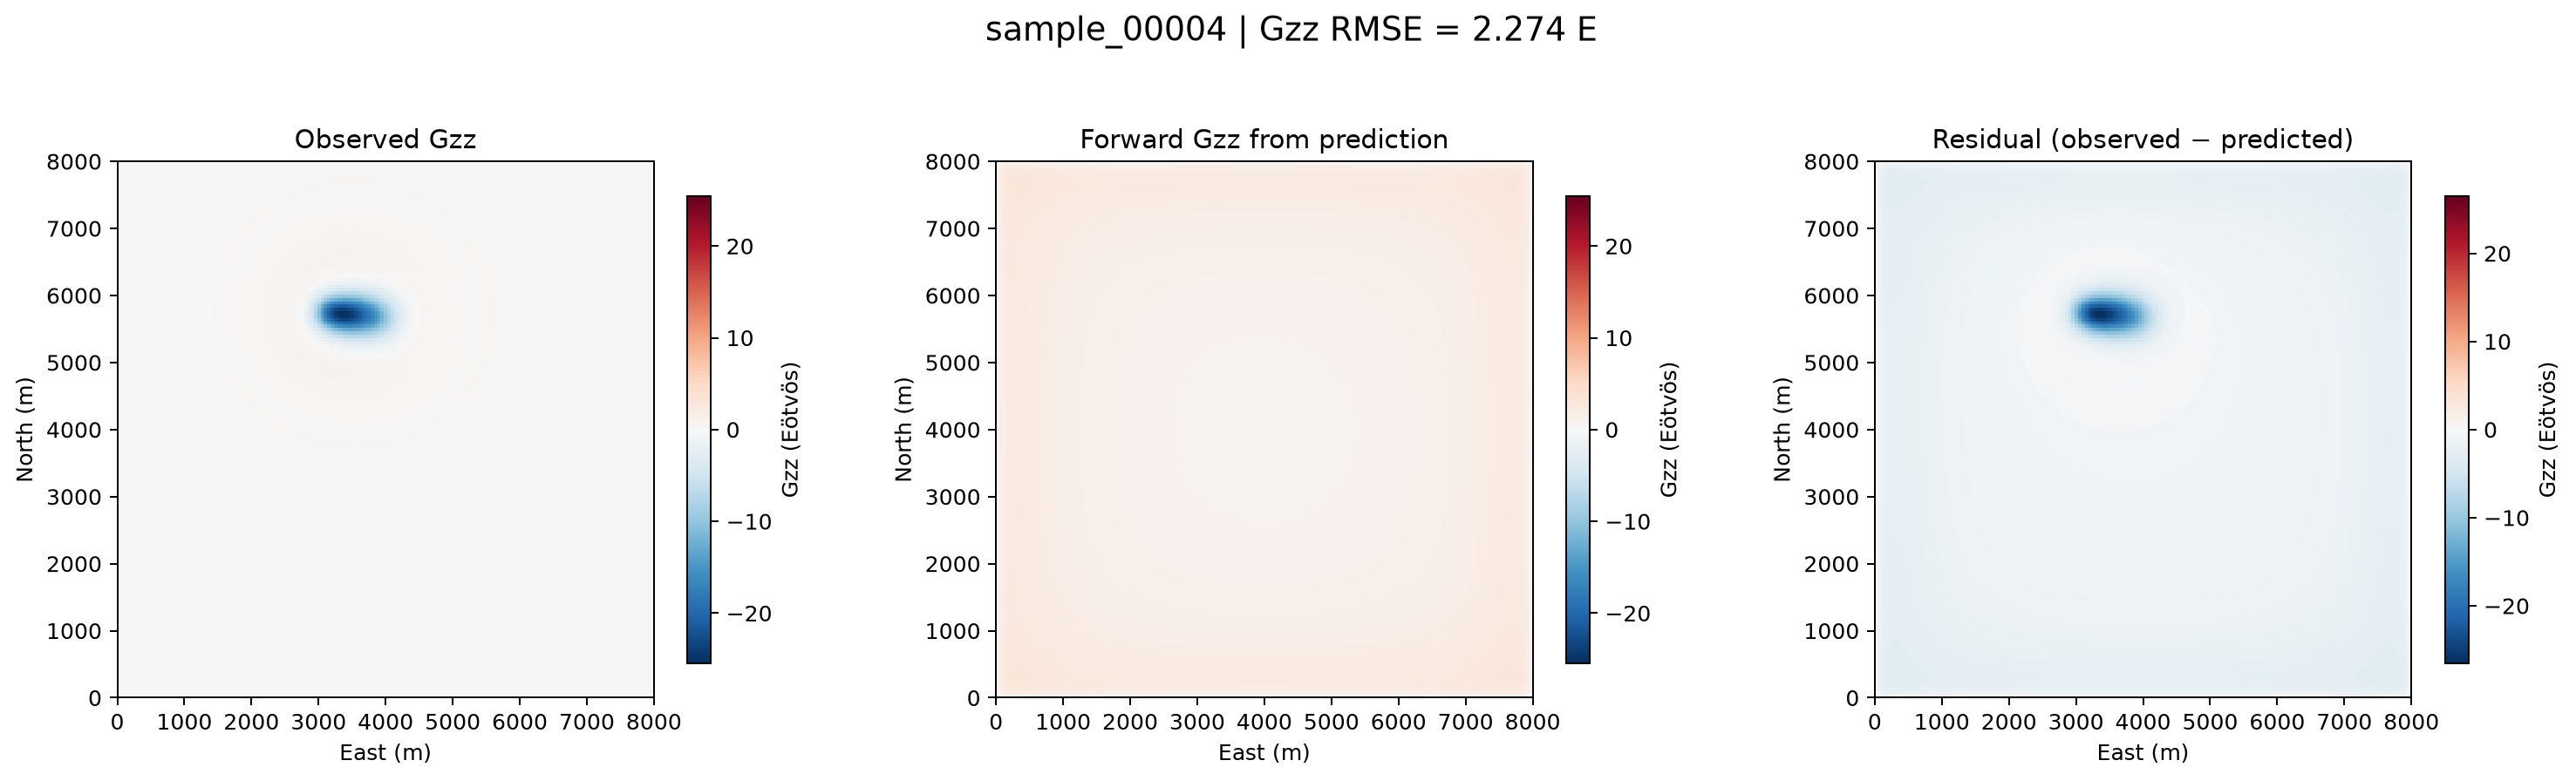 sample_00004 | Gzz RMSE = 2.274 E
Observed Gzz
8000
7000
6000
5000
4000
3000
2000
1000
0
North (m)
0 1000 2000 3000 4000 5000 6000 7000 8000
East (m)
20
10
0
−10
−20
Gzz (Eötvös)
Forward Gzz from prediction
8000
7000
6000
5000
4000
3000
2000
1000
0
North (m)
0 1000 2000 3000 4000 5000 6000 7000 8000
East (m)
20
10
0
−10
−20
Gzz (Eötvös)
Residual (observed − predicted)
8000
7000
6000
5000
4000
3000
2000
1000
0
North (m)
0 1000 2000 3000 4000 5000 6000 7000 8000
East (m)
20
10
0
−10
−20
Gzz (Eötvös)